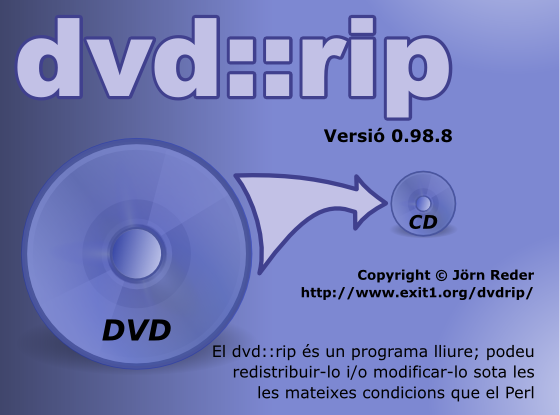 dvd::rip
Versió 0.98.8
CD
Copyright © Jörn Reder
http://www.exit1.org/dvdrip/
DVD
El dvd::rip és un programa lliure; podeu
redistribuir-lo i/o modificar-lo sota les
les mateixes condicions que el Perl